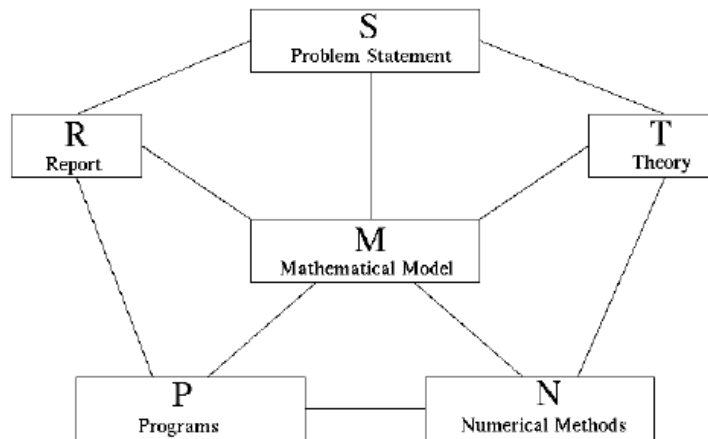 S
Problem Statement
R
Report
T
Theory
M
Mathematical Model
P
Programs
N
Numerical Methods